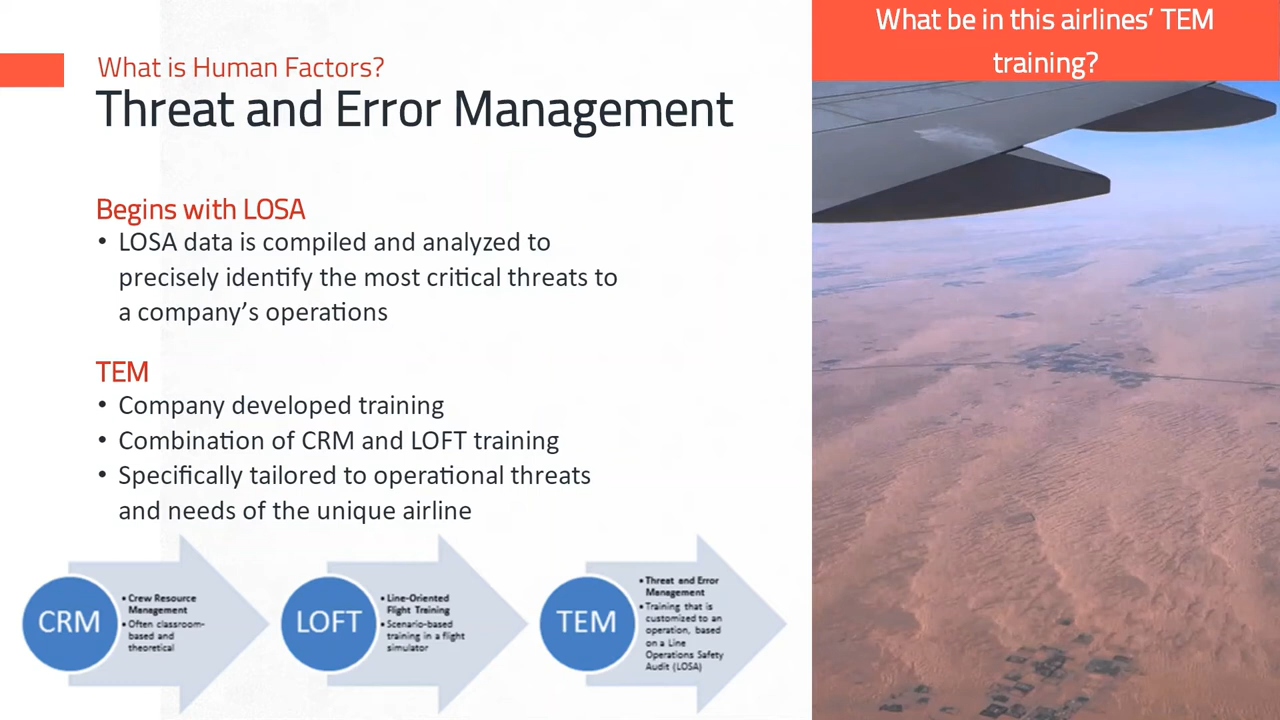 What is Human Factors?
Threat and Error Management
Begins with LOSA
• LOSA data is compiled and analyzed to
precisely identify the most critical threats to
a company's operations
TEM
• Company developed training
• Combination of CRM and LOFT training
• Specifically tailored to operational threats
and needs of the unique airline
CRM
• Crew Resource
Management
• Often classroom-
based and
theoretical
LOFT
• Line-Oriented
Flight Training
• Scenario-based
training in a flight
simulator
TEM
• Threat and Error
Management
• Training that is
customized to an
operation, based
on a Line
Operations Safety
Audit (LOSA)
What be in this airlines' TEM
training?